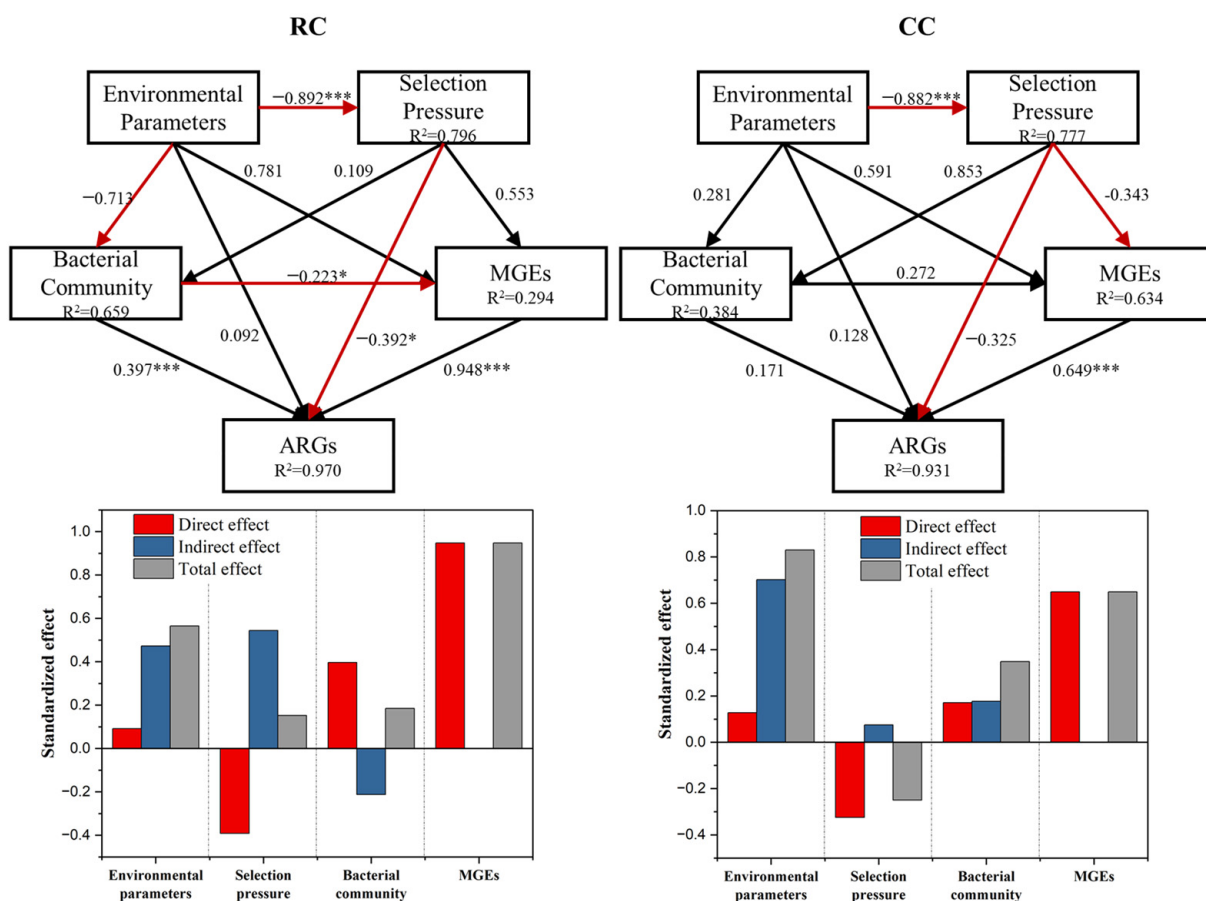 RC
Environmental
Parameters
−0.892***
Selection
Pressure
R²=0.796
−0.713
0.781
0.109
0.553
Bacterial
Community
R²=0.659
−0.223*
MGEs
R²=0.294
0.397***
0.092
−0.392*
0.948***
ARGs
R²=0.970
CC
Environmental
Parameters
−0.882***
Selection
Pressure
R²=0.777
0.281
0.591
0.853
-0.343
Bacterial
Community
R²=0.384
0.272
MGEs
R²=0.634
0.171
0.128
−0.325
0.649***
ARGs
R²=0.931
Standardized effect
1.0
0.8
0.6
0.4
0.2
0.0
−0.2
−0.4
Direct effect
Indirect effect
Total effect
Environmental
parameters
Selection
pressure
Bacterial
community
MGEs
Standardized effect
1.0
0.8
0.6
0.4
0.2
0.0
−0.2
−0.4
Direct effect
Indirect effect
Total effect
Environmental
parameters
Selection
pressure
Bacterial
community
MGEs